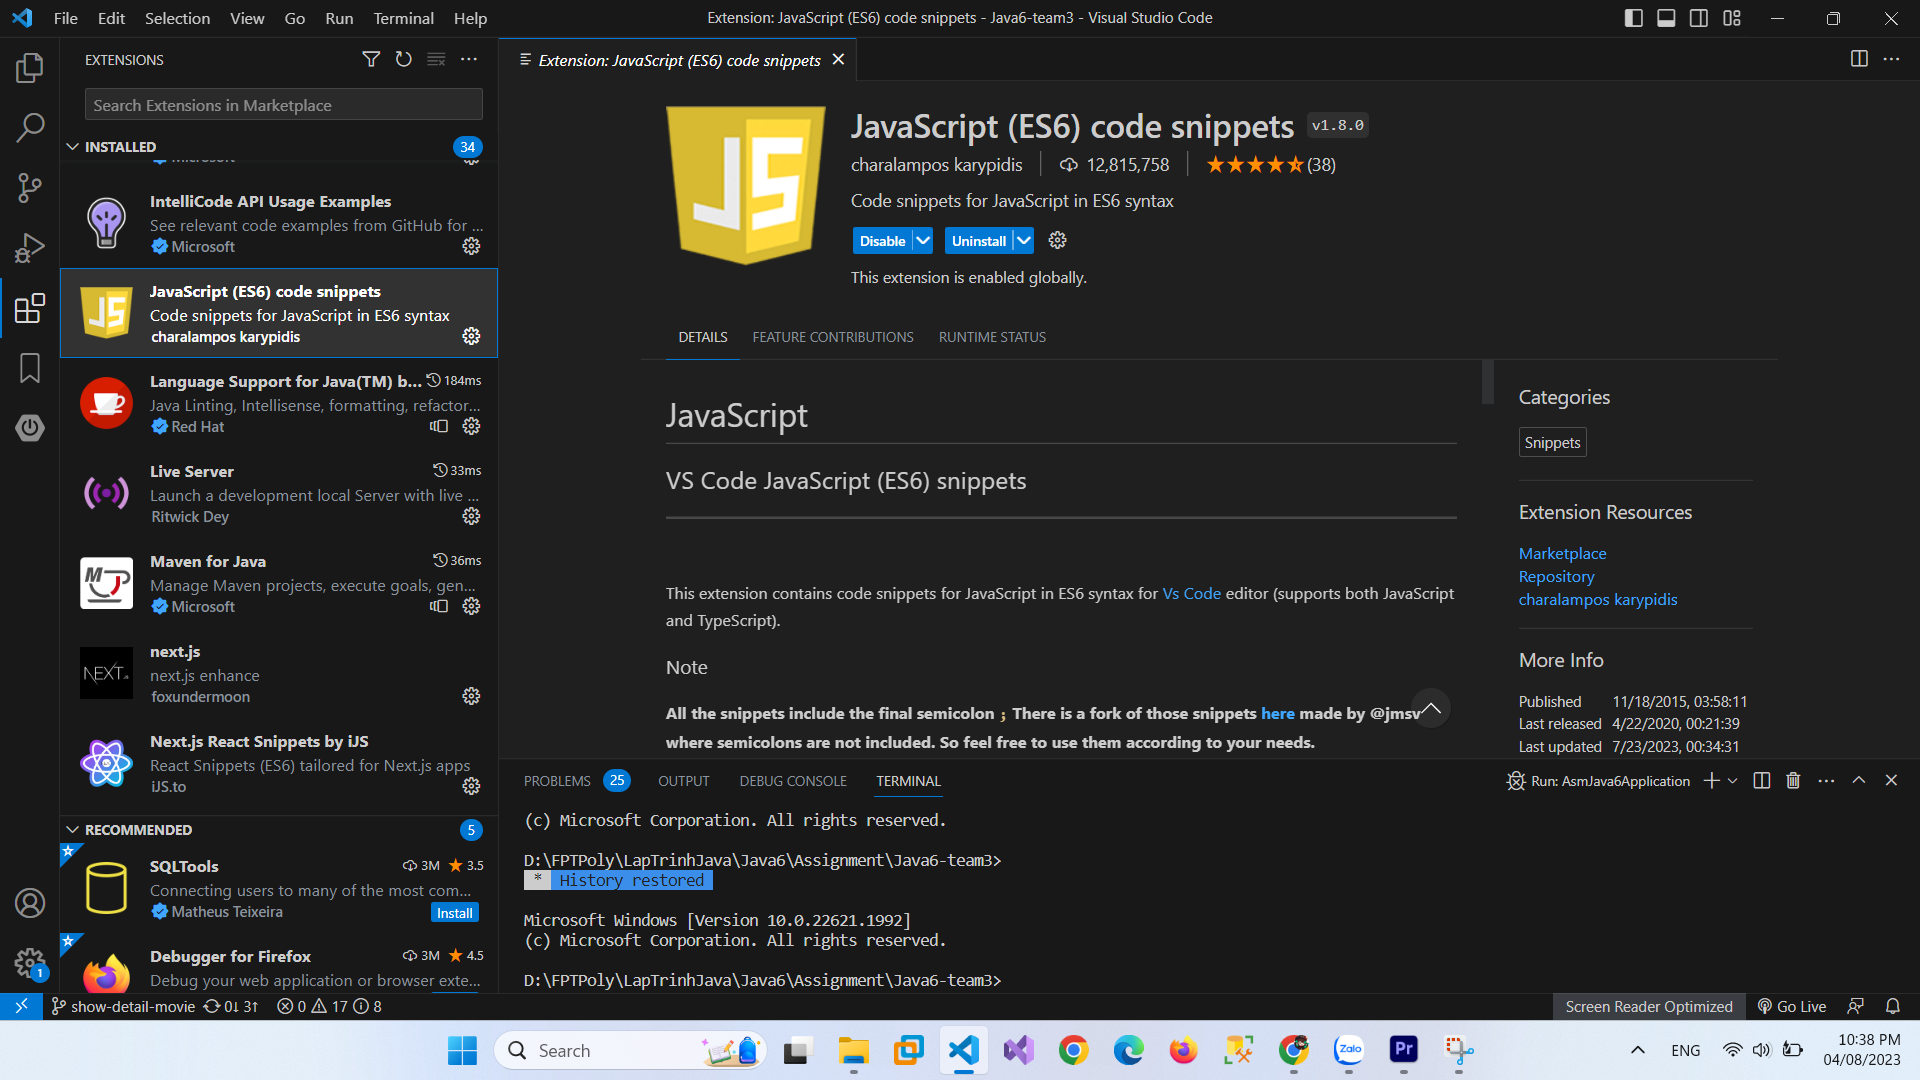 File Edit Selection View Go Run Terminal Help
Extension: JavaScript (ES6) code snippets - Java6-team3 - Visual Studio Code
EXTENSIONS
Search Extensions in Marketplace
INSTALLED 34
Microsoft
IntelliCode API Usage Examples
See relevant code examples from GitHub for ...
Microsoft
JavaScript (ES6) code snippets
Code snippets for JavaScript in ES6 syntax
charalampos karypidis
Language Support for Java(TM) b... 184ms
Java Linting, Intellisense, formatting, refactor...
Red Hat
Live Server 33ms
Launch a development local Server with live ...
Ritwick Dey
Maven for Java 36ms
Manage Maven projects, execute goals, gen...
Microsoft
next.js
next.js enhance
foxundermoon
Next.js React Snippets by iJS
React Snippets (ES6) tailored for Next.js apps
iJS.to
RECOMMENDED 5
SQLTools 3M 3.5
Connecting users to many of the most com...
Matheus Teixeira Install
Debugger for Firefox 3M 4.5
Debug your web application or browser exte...
Extension: JavaScript (ES6) code snippets
JS
JavaScript (ES6) code snippets v1.8.0
charalampos karypidis 12,815,758 (38)
Code snippets for JavaScript in ES6 syntax
Disable Uninstall
This extension is enabled globally.
DETAILS FEATURE CONTRIBUTIONS RUNTIME STATUS
JavaScript
VS Code JavaScript (ES6) snippets
This extension contains code snippets for JavaScript in ES6 syntax for Vs Code editor (supports both JavaScript
and TypeScript).
Note
All the snippets include the final semicolon ; There is a fork of those snippets here made by @jmsv
where semicolons are not included. So feel free to use them according to your needs.
Categories
Snippets
Extension Resources
Marketplace
Repository
charalampos karypidis
More Info
Published 11/18/2015, 03:58:11
Last released 4/22/2020, 00:21:39
Last updated 7/23/2023, 00:34:31
PROBLEMS 25 OUTPUT DEBUG CONSOLE TERMINAL
Run: AsmJava6Application
(c) Microsoft Corporation. All rights reserved.
D:\FPTPoly\LapTrinhJava\Java6\Assignment\Java6-team3>
* History restored
Microsoft Windows [Version 10.0.22621.1992]
(c) Microsoft Corporation. All rights reserved.
D:\FPTPoly\LapTrinhJava\Java6\Assignment\Java6-team3>
1
show-detail-movie 0↓ 3↑ 0 17 8
Screen Reader Optimized Go Live
Search
Zalo
Pr
ENG
10:38 PM
04/08/2023